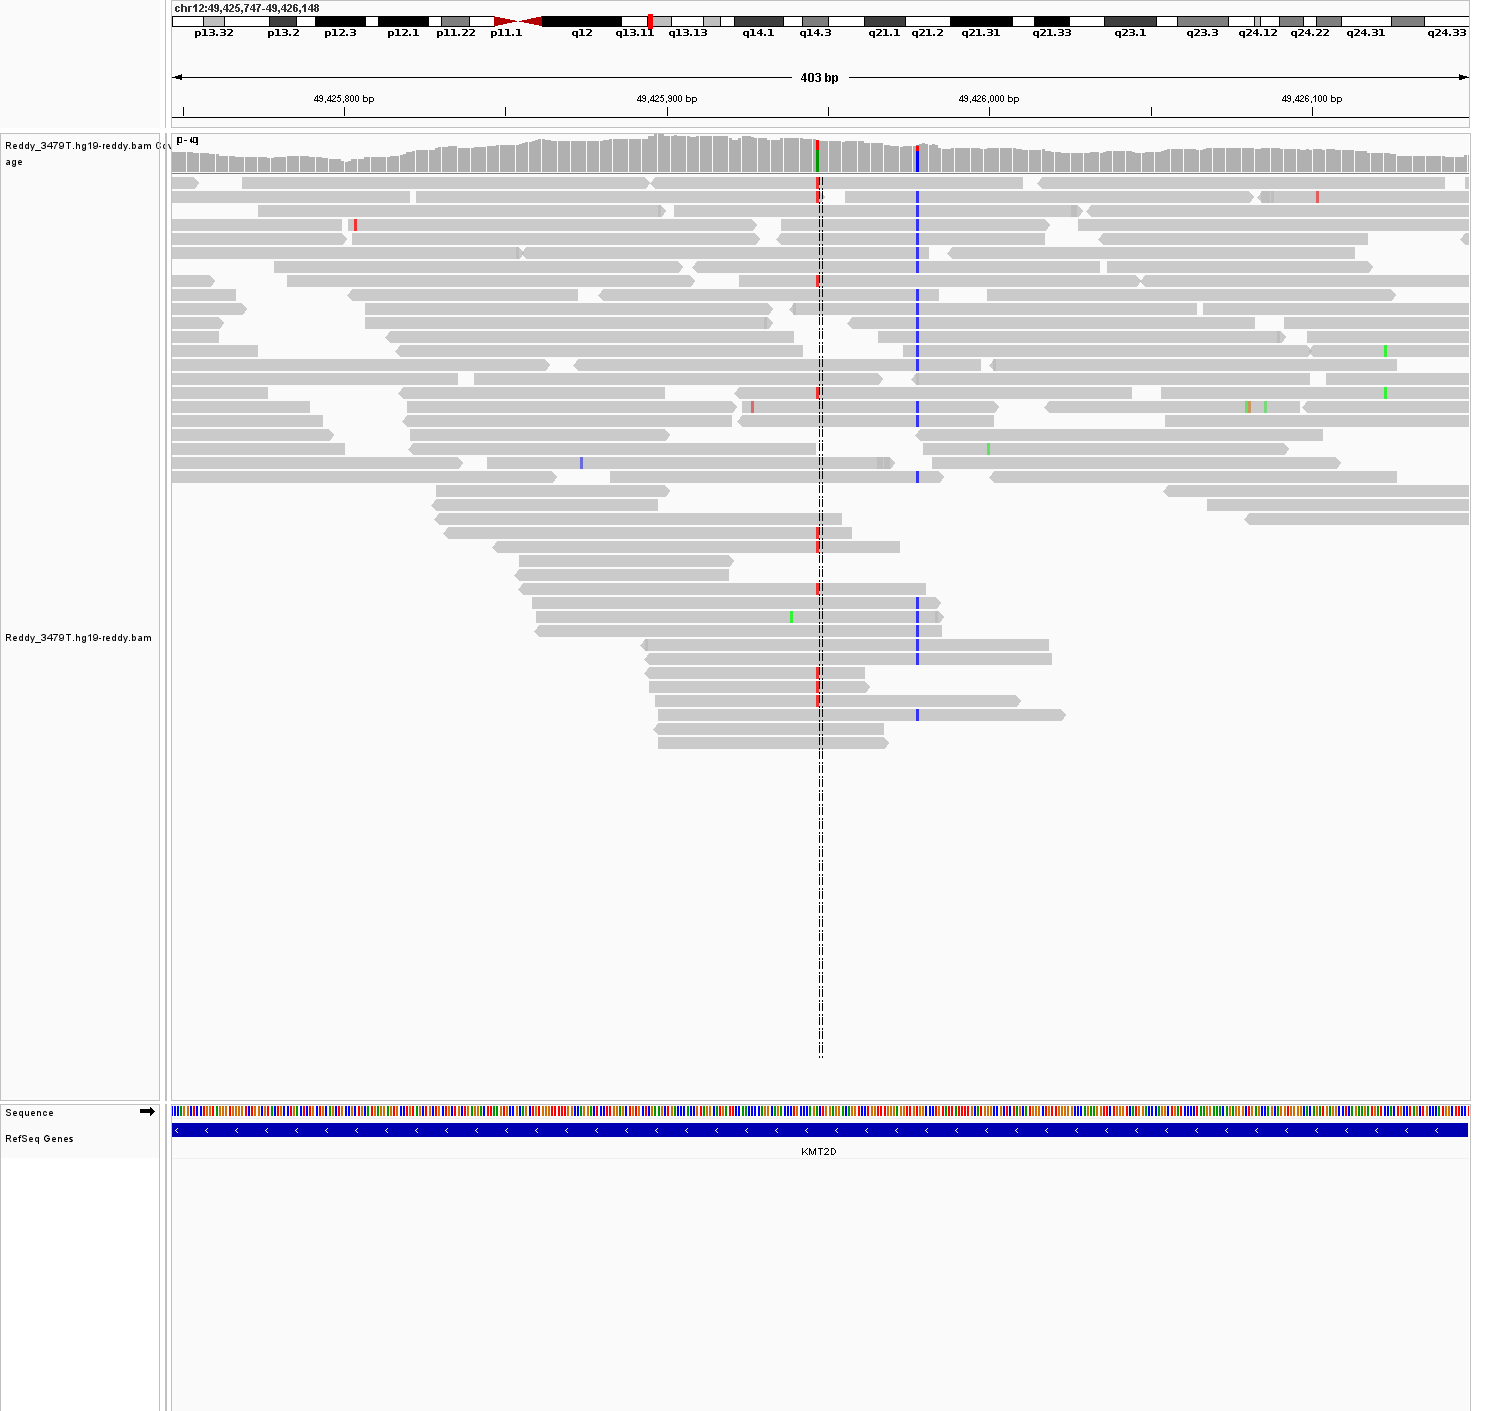 chr12:49,425,747-49,426,148
p13.32 p13.2 p12.3 p12.1 p11.22 p11.1 q12 q13.11 q13.13 q14.1 q14.3 q21.1 q21.2 q21.31 q21.33 q23.1 q23.3 q24.12 q24.22 q24.31 q24.33
403 bp
49,425,800 bp 49,425,900 bp 49,426,000 bp 49,426,100 bp
Reddy_3479T.hg19-reddy.bam Cov
age
Reddy_3479T.hg19-reddy.bam
Sequence
RefSeq Genes
KMT2D